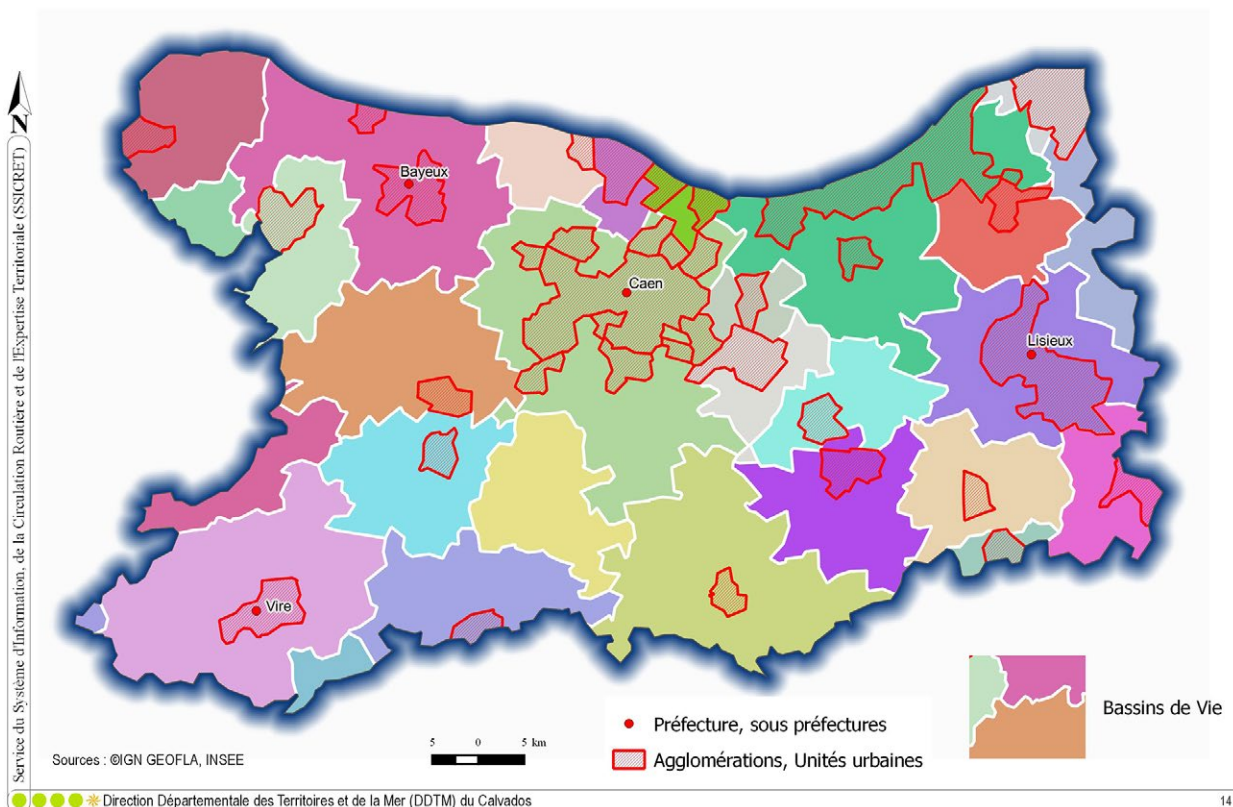 N
Service du Système d'Information, de la Circulation Routière et de l'Expertise Territoriale (SSICRET)
Bayeux
Caen
Lisieux
Vire
Préfecture, sous préfectures
Agglomérations, Unités urbaines
Bassins de Vie
Sources : ©IGN GEOFLA, INSEE
5 0 5 km
Direction Départementale des Territoires et de la Mer (DDTM) du Calvados
14